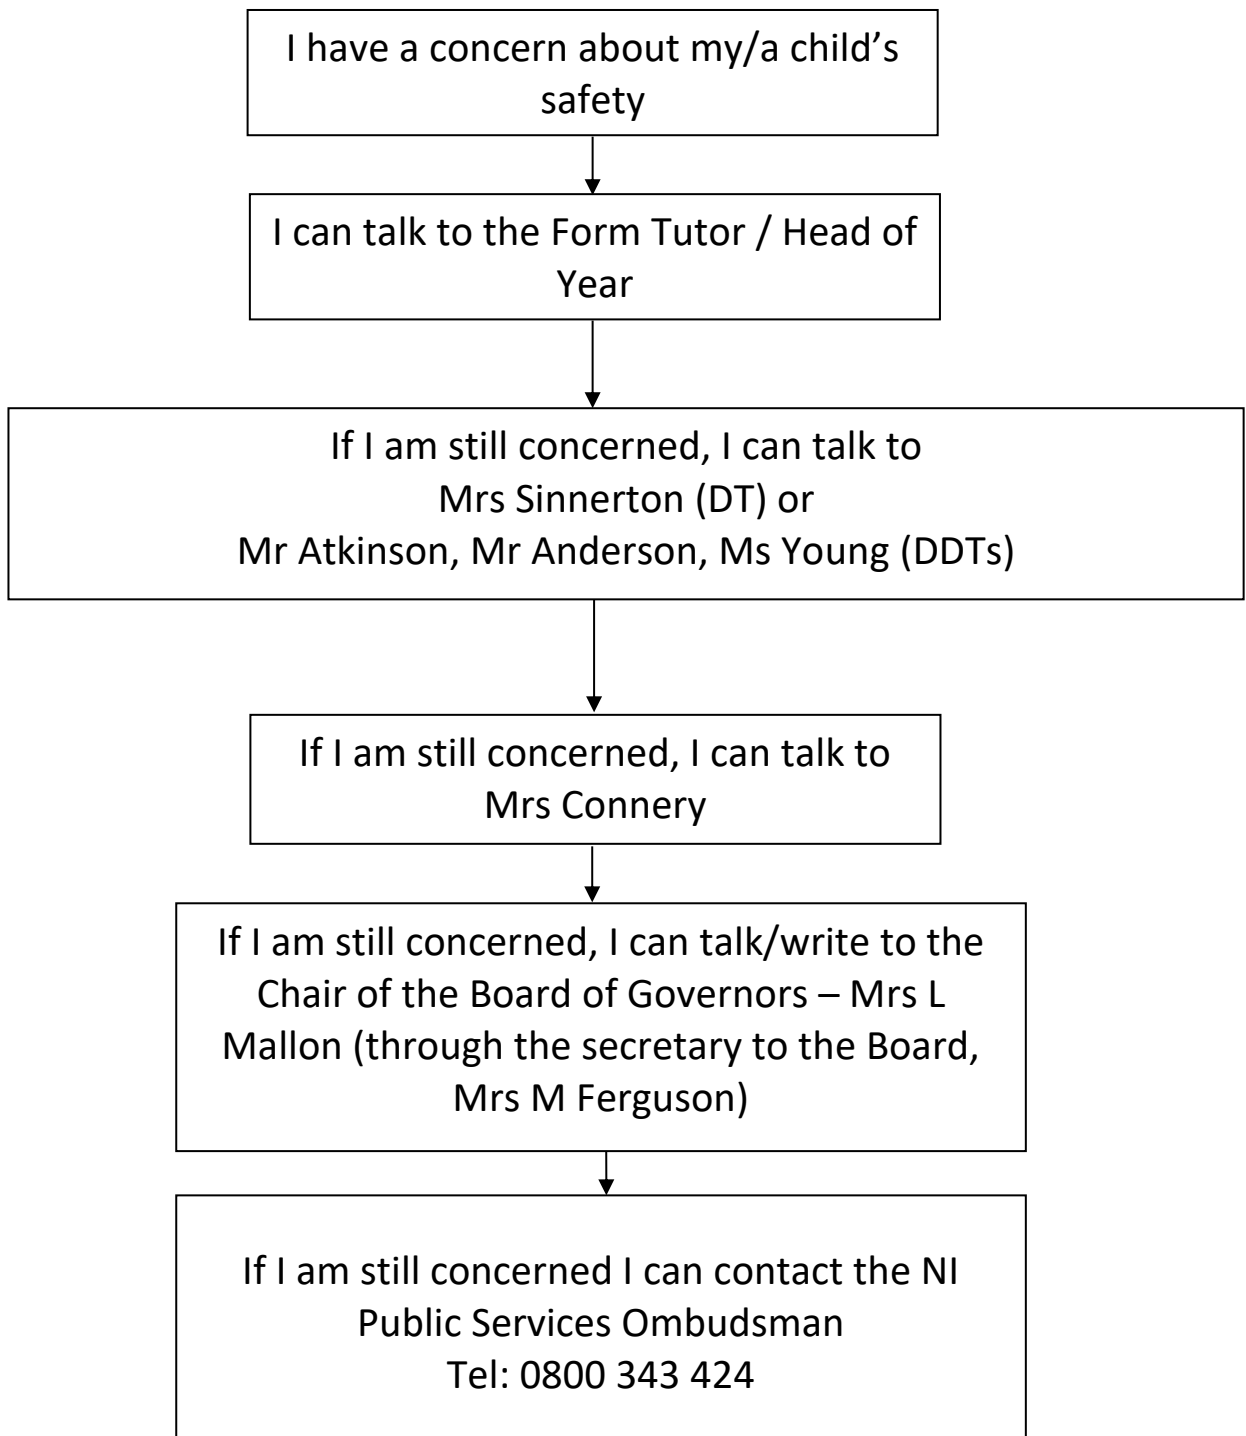 I have a concern about my/a child’s
safety
I can talk to the Form Tutor / Head of
Year
If I am still concerned, I can talk to
Mrs Sinnerton (DT) or
Mr Atkinson, Mr Anderson, Ms Young (DDTs)
If I am still concerned, I can talk to
Mrs Connery
If I am still concerned, I can talk/write to the
Chair of the Board of Governors – Mrs L
Mallon (through the secretary to the Board,
Mrs M Ferguson)
If I am still concerned I can contact the NI
Public Services Ombudsman
Tel: 0800 343 424